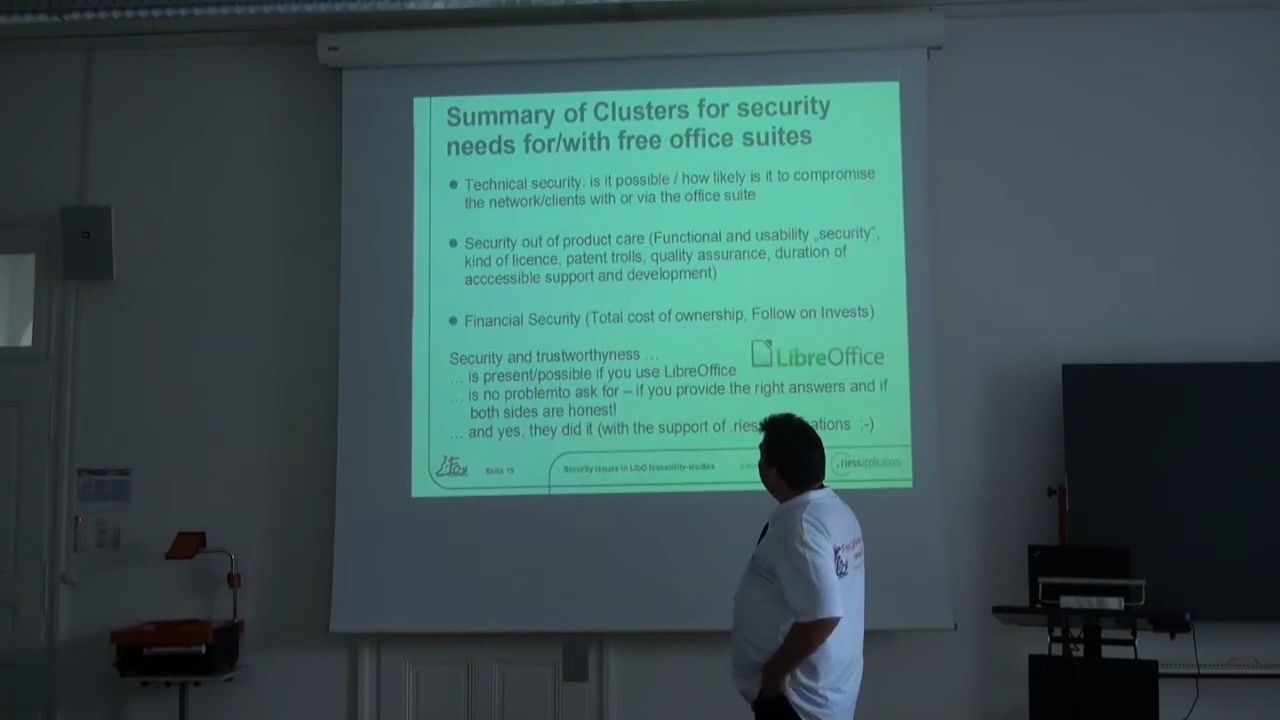 Summary of Clusters for security
needs for/with free office suites
● Technical security: is it possible / how likely is it to compromise
the network/clients with or via the office suite
● Security out of product care (Functional and usability „security“,
kind of licence, patent trolls, quality assurance, duration of
acccessible support and development)
● Financial Security (Total cost of ownership, Follow on Invests)
LibreOffice
Security and trustworthyness …
… is present/possible if you use LibreOffice
… is no problemto ask for – if you provide the right answers and if
both sides are honest!
… and yes, they did it (with the support of .ries ations ;-)
Seite 15
Security issues in LibO feasability-studies
.riessapplications